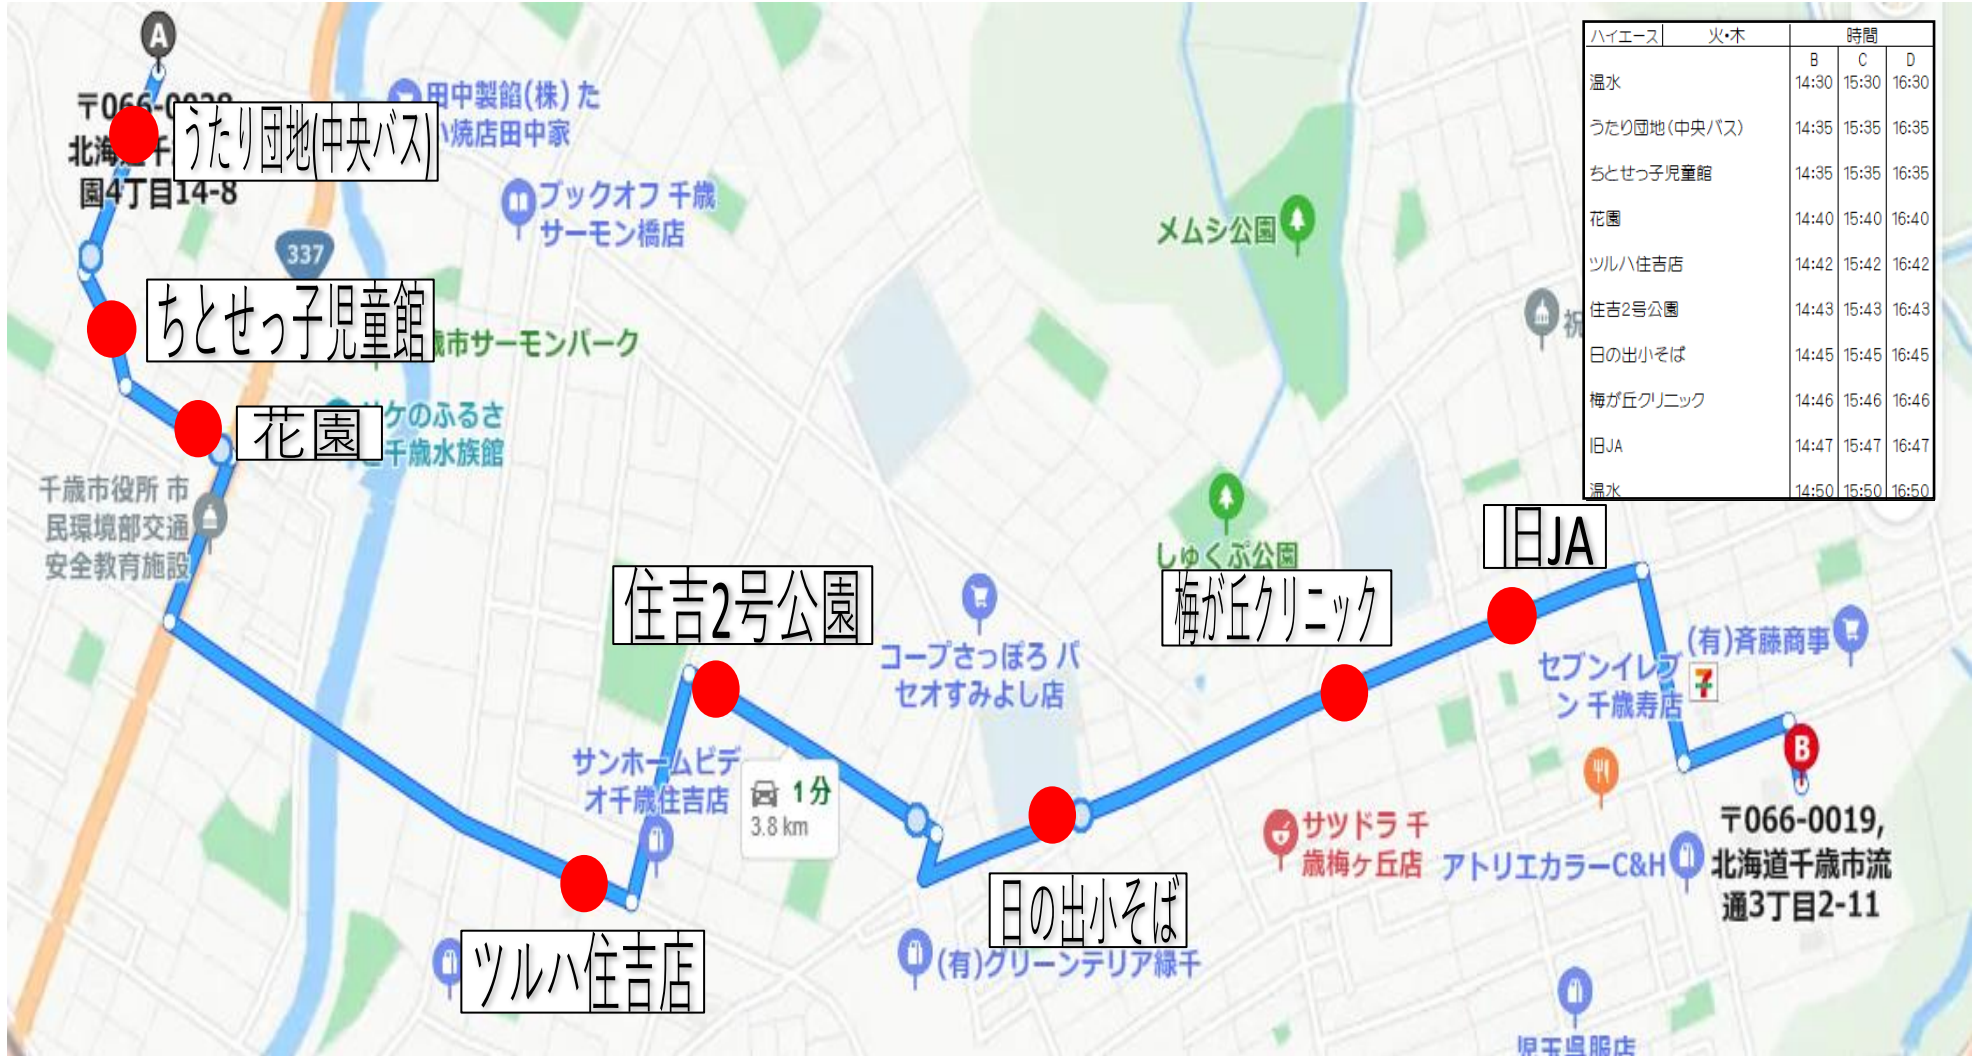 A
〒066-0028
北海道千
園4丁目14-8
うたり団地(中央バス)
田中製餡(株) た
い焼店田中家
ブックオフ 千歳
サーモン橋店
337
ちとせっ子児童館
歳市サーモンパーク
花園
サケのふるさ
と千歳水族館
千歳市役所 市
民環境部交通
安全教育施設
メムシ公園
祝
ハイエース 火・木 時間
B C D
温水 14:30 15:30 16:30
うたり団地(中央バス) 14:35 15:35 16:35
ちとせっ子児童館 14:35 15:35 16:35
花園 14:40 15:40 16:40
ツルハ住吉店 14:42 15:42 16:42
住吉2号公園 14:43 15:43 16:43
日の出小そば 14:45 15:45 16:45
梅が丘クリニック 14:46 15:46 16:46
旧JA 14:47 15:47 16:47
温水 14:50 15:50 16:50
旧JA
しゅくぷ公園
梅が丘クリニック
住吉2号公園
コープさっぽろ パ
セオすみよし店
(有)斉藤商事
セブンイレブ
ン 千歳寿店
7
サンホームビデ
オ千歳住吉店
1分
3.8 km
B
サツドラ 千
歳梅ヶ丘店
アトリエカラーC&H
〒066-0019,
北海道千歳市流
通3丁目2-11
日の出小そば
(有)グリーンテリア緑千
ツルハ住吉店
児玉呉服店